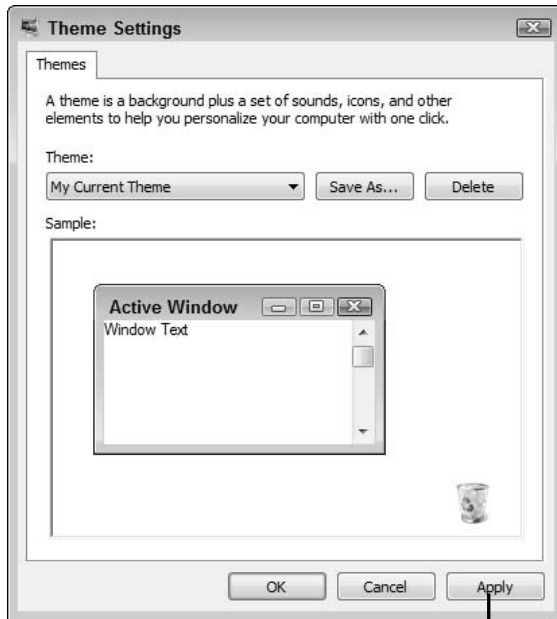 Theme Settings
Themes
A theme is a background plus a set of sounds, icons, and other
elements to help you personalize your computer with one click.
Theme:
My Current Theme
Save As...
Delete
Sample:
Active Window
Window Text
OK
Cancel
Apply